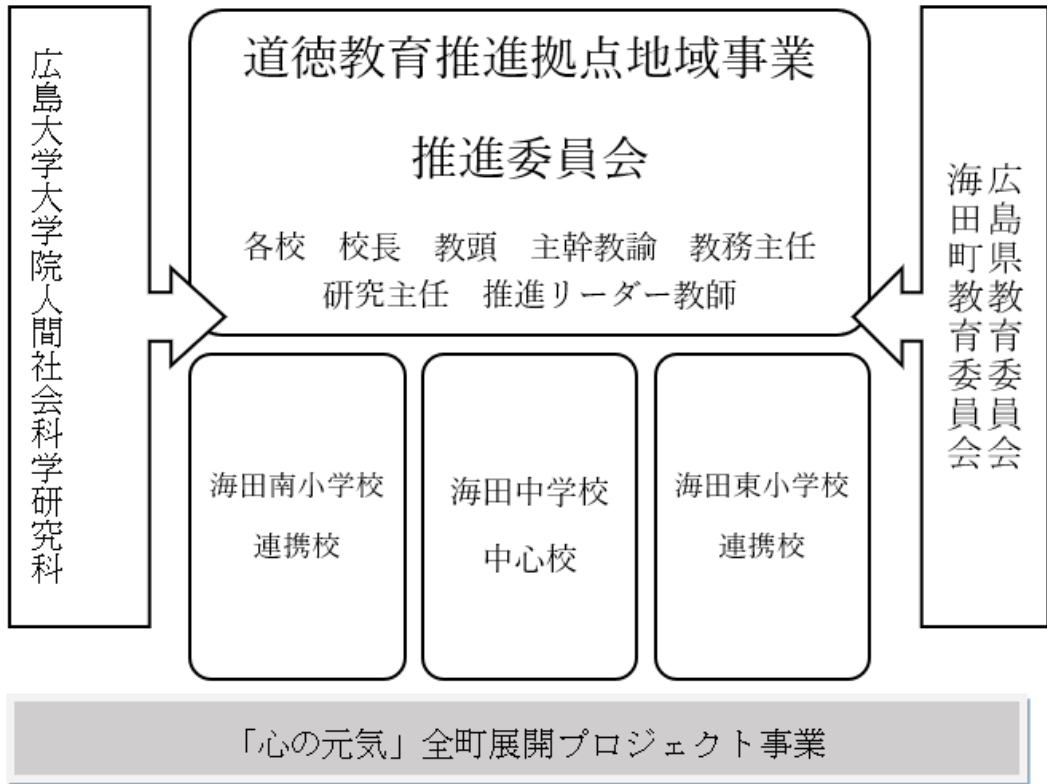 広島大学大学院人間社会科学研究科
道徳教育推進拠点地域事業
推進委員会
各校　校長　教頭　主幹教諭　教務主任
研究主任　推進リーダー教師
広島県教育委員会
海田町教育委員会
海田南小学校
連携校
海田中学校
中心校
海田東小学校
連携校
「心の元気」全町展開プロジェクト事業